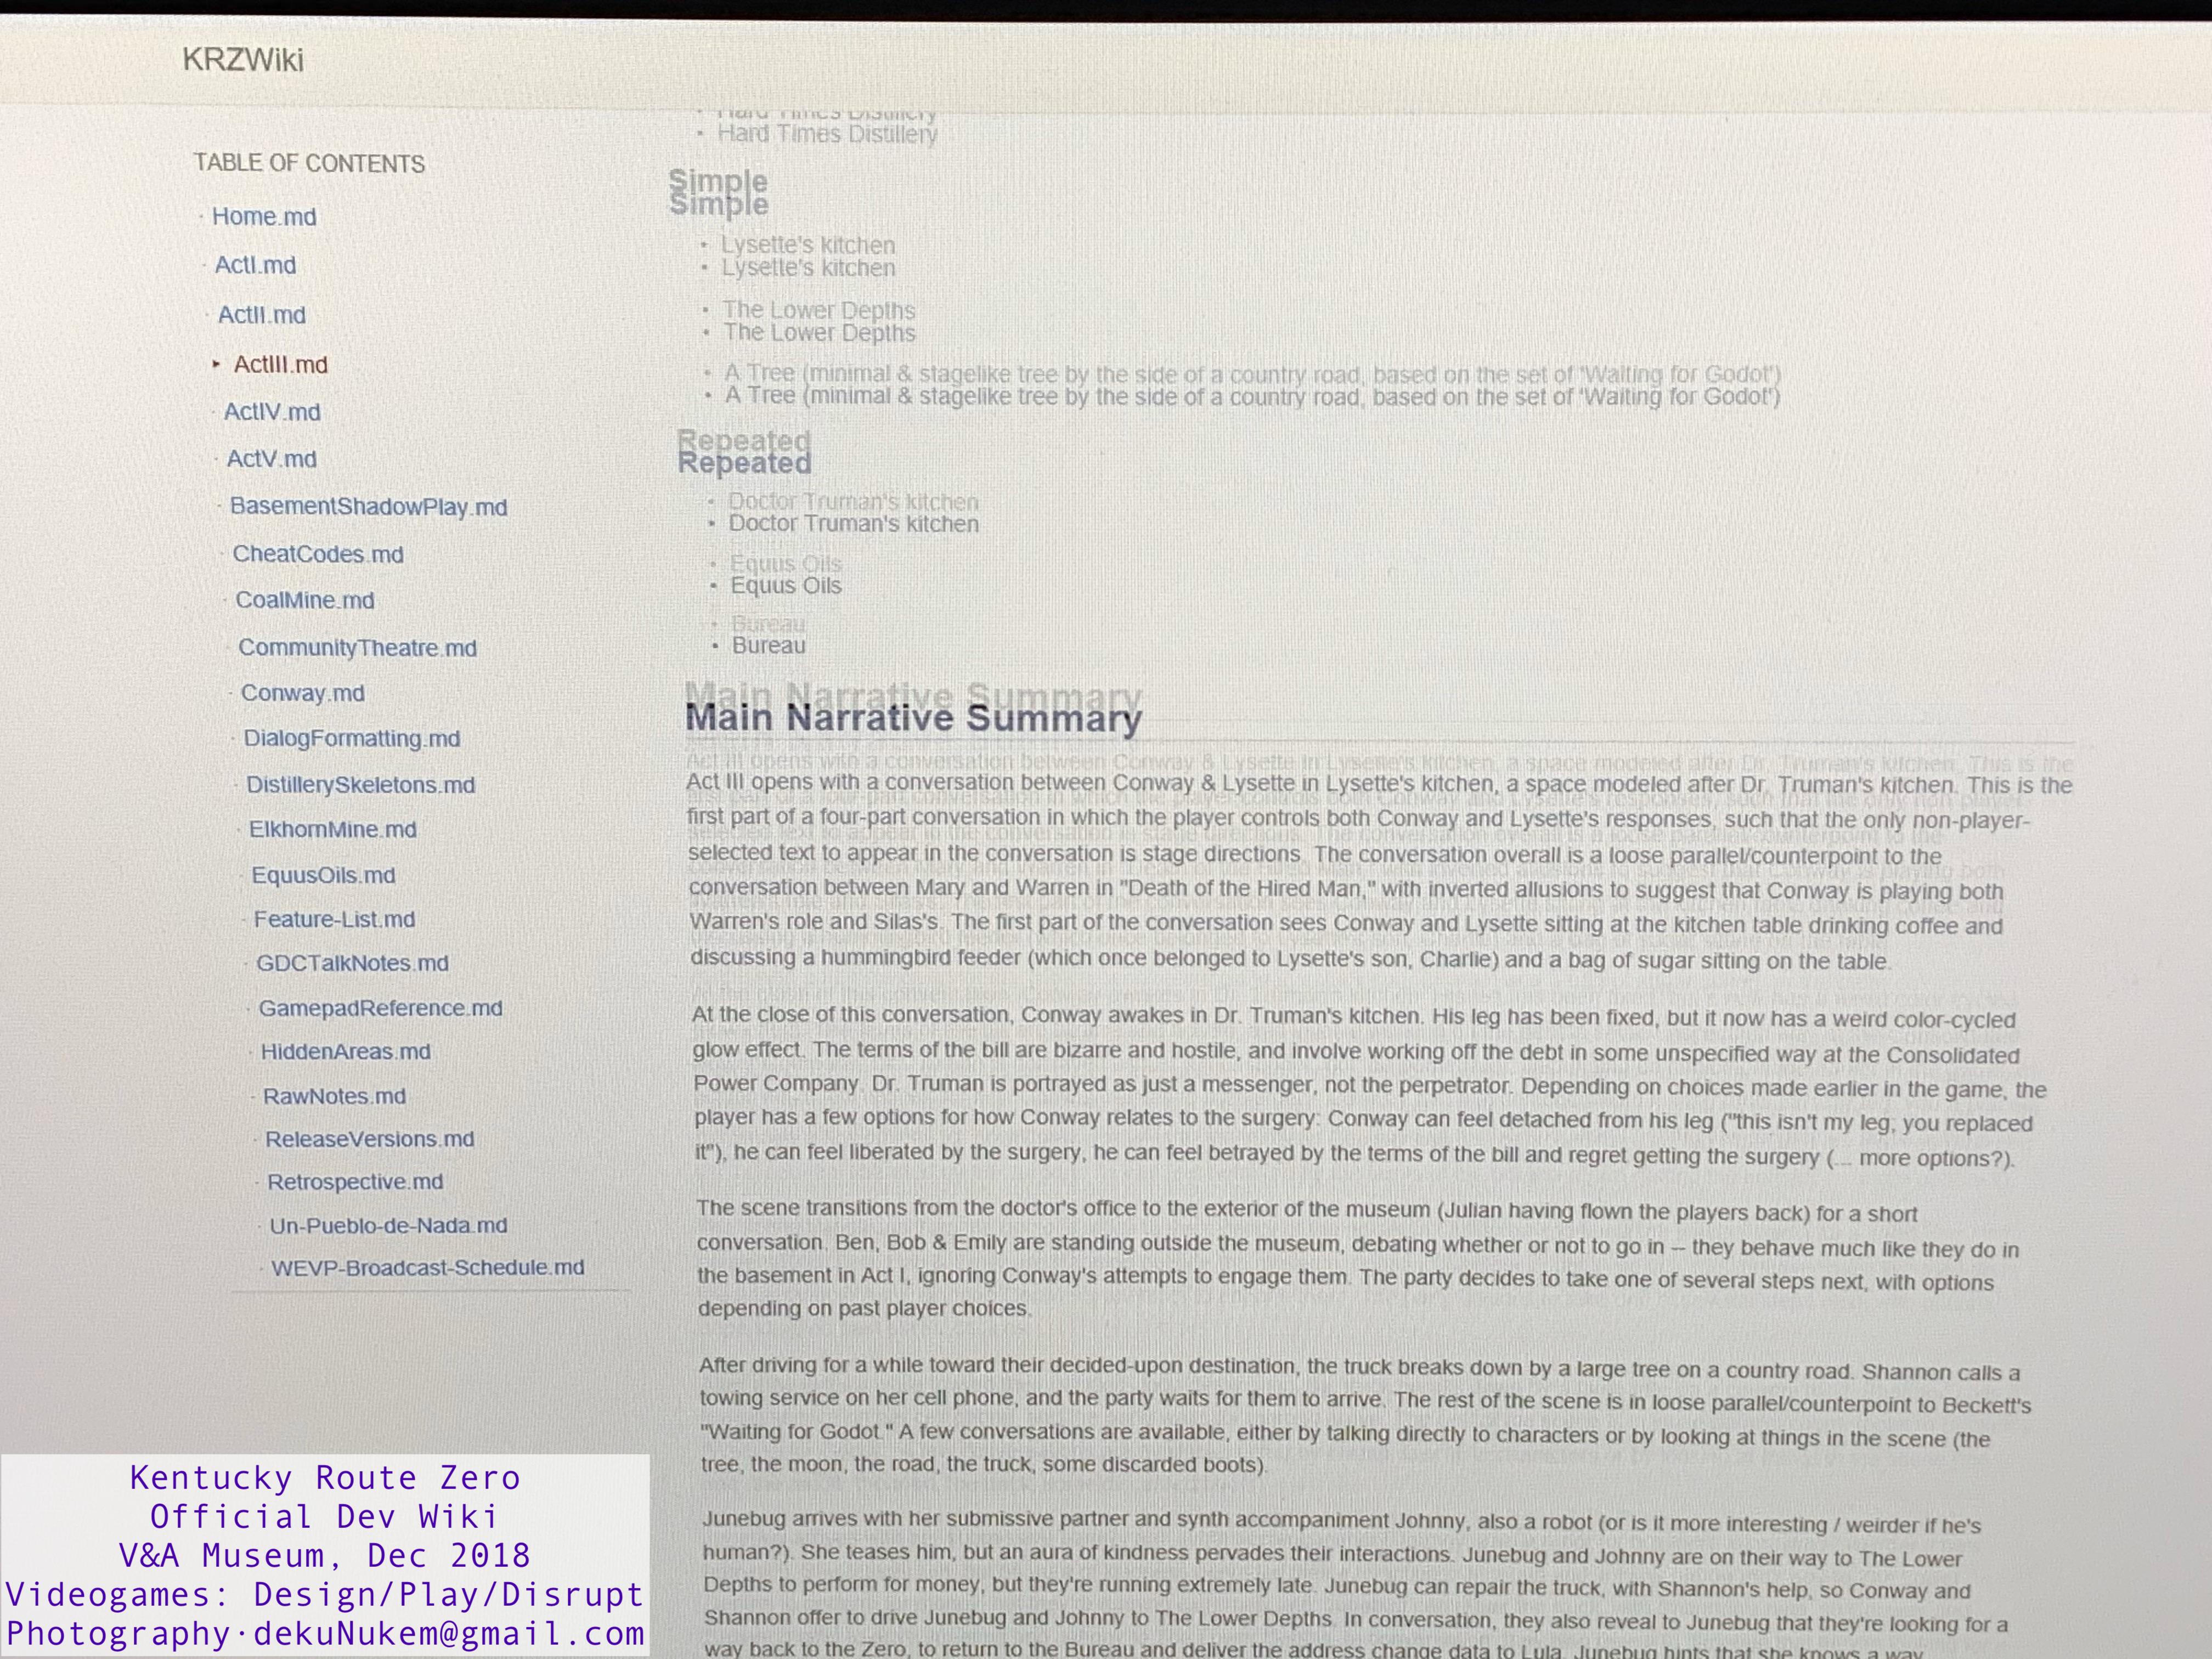 KRZWiki
TABLE OF CONTENTS
Home.md
ActI.md
ActII.md
ActIII.md
ActIV.md
ActV.md
BasementShadowPlay.md
CheatCodes.md
CoalMine.md
CommunityTheatre.md
Conway.md
DialogFormatting.md
DistillerySkeletons.md
ElkhornMine.md
EquusOils.md
Feature-List.md
GDCTalkNotes.md
GamepadReference.md
HiddenAreas.md
RawNotes.md
ReleaseVersions.md
Retrospective.md
Un-Pueblo-de-Nada.md
WEVP-Broadcast-Schedule.md
• Hard Times Distillery
Simple
• Lysette's kitchen
• The Lower Depths
• A Tree (minimal & stagelike tree by the side of a country road, based on the set of 'Waiting for Godot')
Repeated
• Doctor Truman's kitchen
• Equus Oils
• Bureau
Main Narrative Summary
Act III opens with a conversation between Conway & Lysette in Lysette's kitchen, a space modeled after Dr. Truman's kitchen. This is the
first part of a four-part conversation in which the player controls both Conway and Lysette's responses, such that the only non-player-
selected text to appear in the conversation is stage directions. The conversation overall is a loose parallel/counterpoint to the
conversation between Mary and Warren in "Death of the Hired Man," with inverted allusions to suggest that Conway is playing both
Warren's role and Silas's. The first part of the conversation sees Conway and Lysette sitting at the kitchen table drinking coffee and
discussing a hummingbird feeder (which once belonged to Lysette's son, Charlie) and a bag of sugar sitting on the table.
At the close of this conversation, Conway awakes in Dr. Truman's kitchen. His leg has been fixed, but it now has a weird color-cycled
glow effect. The terms of the bill are bizarre and hostile, and involve working off the debt in some unspecified way at the Consolidated
Power Company. Dr. Truman is portrayed as just a messenger, not the perpetrator. Depending on choices made earlier in the game, the
player has a few options for how Conway relates to the surgery: Conway can feel detached from his leg ("this isn't my leg; you replaced
it"), he can feel liberated by the surgery, he can feel betrayed by the terms of the bill and regret getting the surgery (... more options?).
The scene transitions from the doctor's office to the exterior of the museum (Julian having flown the players back) for a short
conversation. Ben, Bob & Emily are standing outside the museum, debating whether or not to go in -- they behave much like they do in
the basement in Act I, ignoring Conway's attempts to engage them. The party decides to take one of several steps next, with options
depending on past player choices.
After driving for a while toward their decided-upon destination, the truck breaks down by a large tree on a country road. Shannon calls a
towing service on her cell phone, and the party waits for them to arrive. The rest of the scene is in loose parallel/counterpoint to Beckett's
"Waiting for Godot." A few conversations are available, either by talking directly to characters or by looking at things in the scene (the
tree, the moon, the road, the truck, some discarded boots).
Junebug arrives with her submissive partner and synth accompaniment Johnny, also a robot (or is it more interesting / weirder if he's
human?). She teases him, but an aura of kindness pervades their interactions. Junebug and Johnny are on their way to The Lower
Depths to perform for money, but they're running extremely late. Junebug can repair the truck, with Shannon's help, so Conway and
Shannon offer to drive Junebug and Johnny to The Lower Depths. In conversation, they also reveal to Junebug that they're looking for a
way back to the Zero, to return to the Bureau and deliver the address change data to Lula. Junebug hints that she knows a way
Kentucky Route Zero
Official Dev Wiki
V&A Museum, Dec 2018
Videogames: Design/Play/Disrupt
Photography·dekuNukem@gmail.com